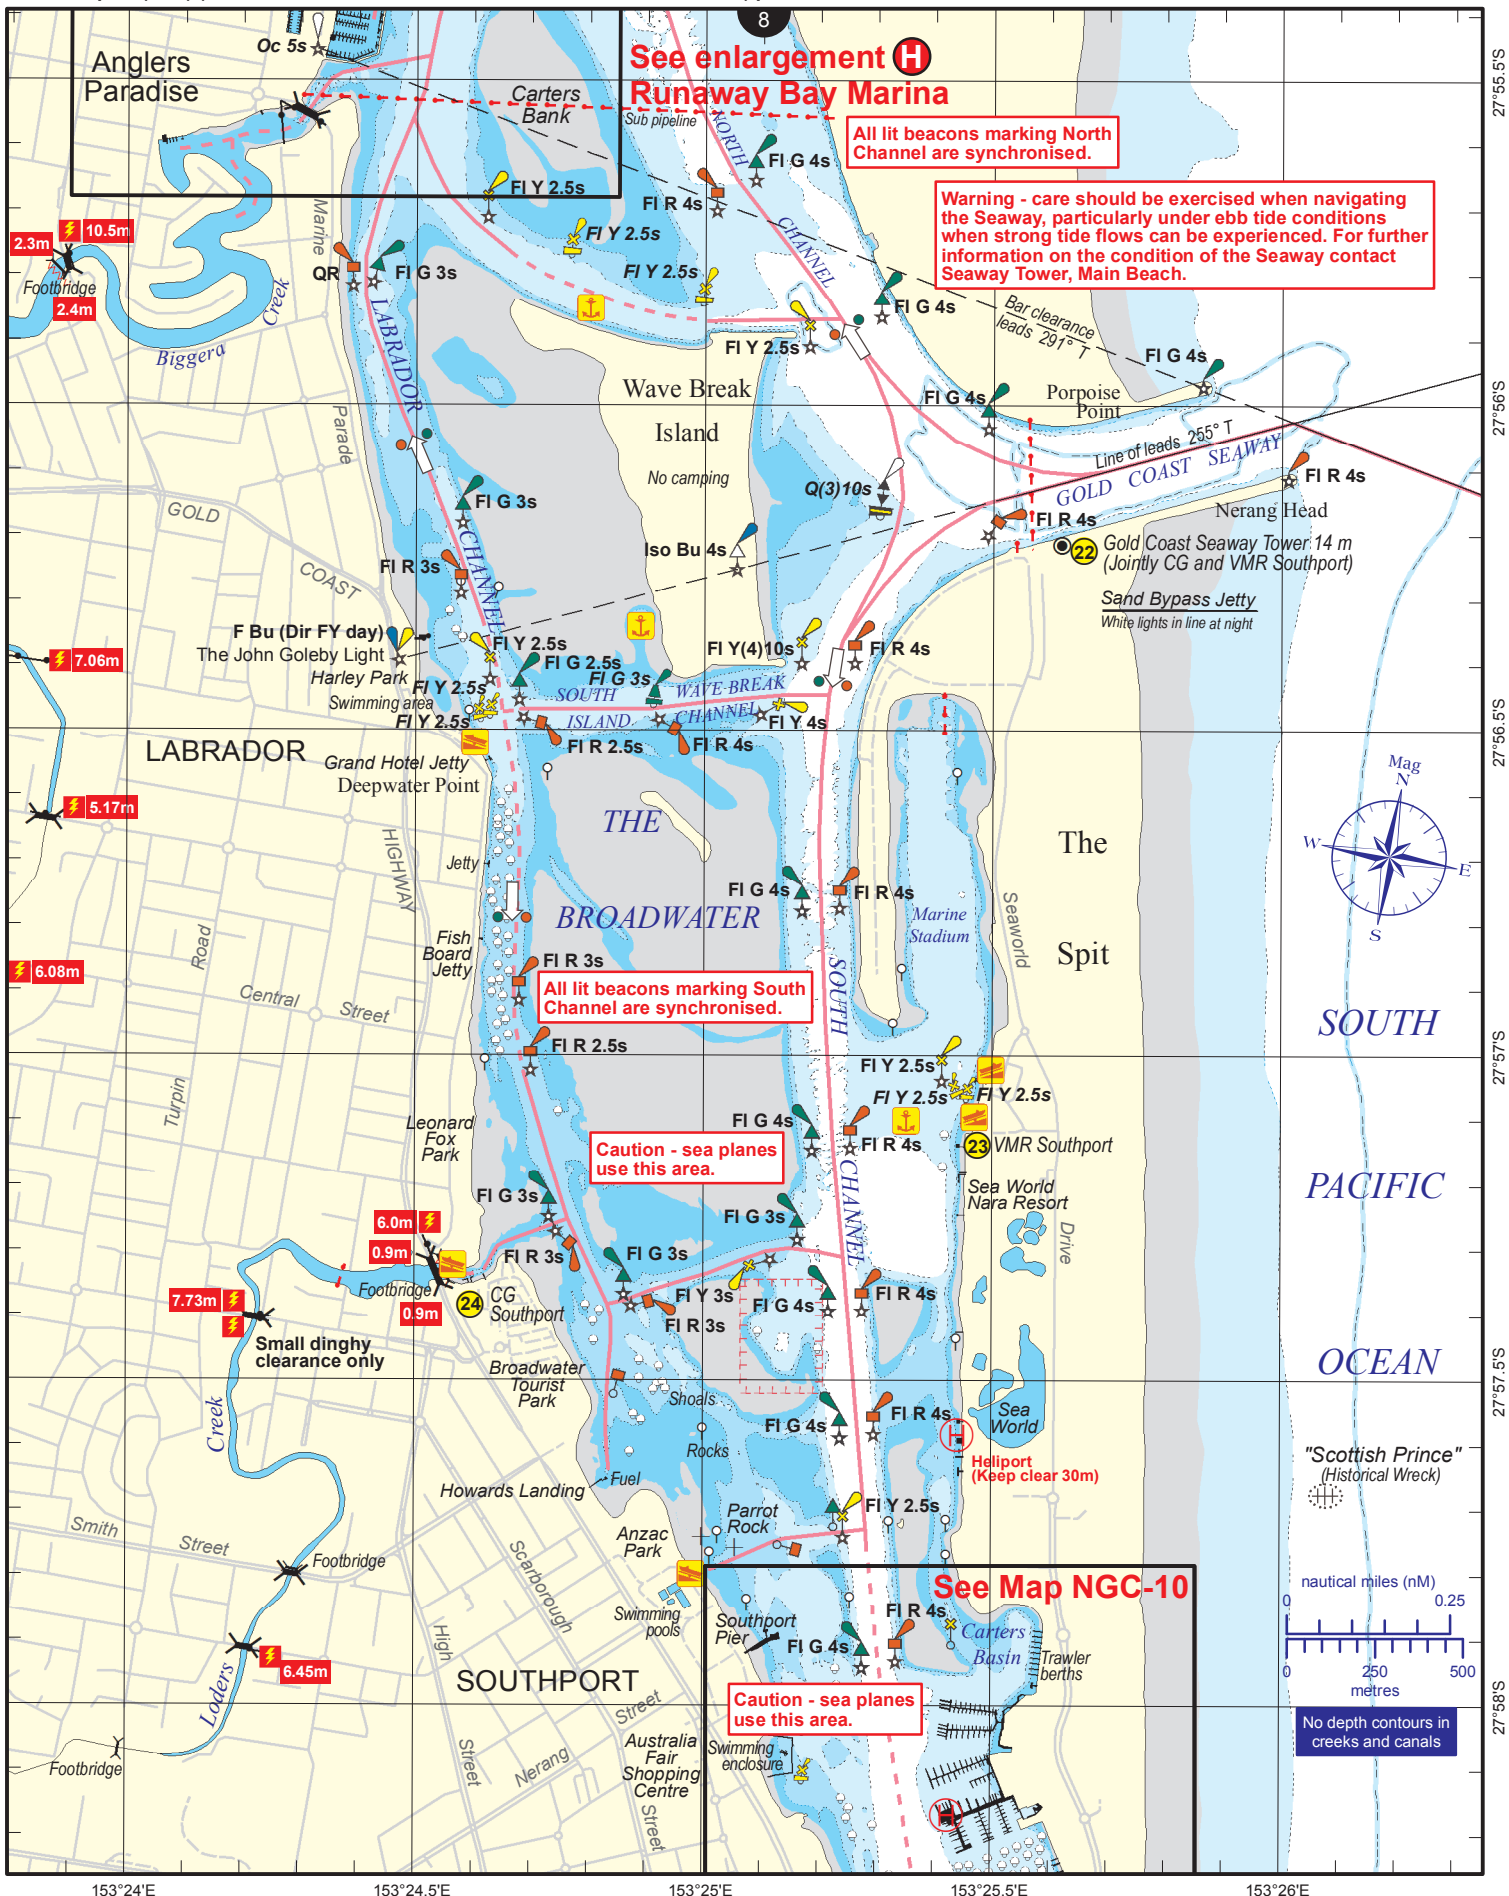 8
Oc 5s
Anglers
Paradise
See enlargement H
Runaway Bay Marina
Carters
Bank
Sub pipeline
NORTH
CHANNEL
All lit beacons marking North
Channel are synchronised.
Fl G 4s
Fl Y 2.5s
Fl R 4s
Fl Y 2.5s
Fl Y 2.5s
Warning - care should be exercised when navigating
the Seaway, particularly under ebb tide conditions
when strong tide flows can be experienced. For further
information on the condition of the Seaway contact
Seaway Tower, Main Beach.
27°55.5'S
10.5m
2.3m
Footbridge
2.4m
Marine
Parade
QR
Fl G 3s
LABRADOR
CHANNEL
Biggera
Creek
Fl G 4s
Fl Y 2.5s
Bar clearance
leads 291° T
Fl G 4s
Wave Break
Island
No camping
Fl G 4s
Porpoise
Point
27°56'S
Line of leads 255° T
GOLD COAST SEAWAY
Fl R 4s
Nerang Head
Q(3)10s
Fl R 4s
22
Gold Coast Seaway Tower 14 m
(Jointly CG and VMR Southport)
Sand Bypass Jetty
White lights in line at night
GOLD
COAST
HIGHWAY
Fl G 3s
Iso Bu 4s
Fl R 3s
F Bu (Dir FY day)
The John Goleby Light
Harley Park
Swimming area
Fl Y 2.5s
Fl G 2.5s
Fl Y 2.5s
Fl G 3s
Fl Y 2.5s
SOUTH
WAVE BREAK
ISLAND
CHANNEL
Fl Y(4)10s
Fl R 4s
Fl Y 4s
Fl R 2.5s
Fl R 4s
27°56.5'S
7.06m
LABRADOR
Grand Hotel Jetty
Deepwater Point
5.17m
THE
BROADWATER
Jetty
Fish
Board
Jetty
Mag
N
W
E
S
The
Spit
Seaworld
Drive
Marine
Stadium
Fl G 4s
Fl R 4s
6.08m
Road
Turpin
Central
Street
Fl R 3s
All lit beacons marking South
Channel are synchronised.
Fl R 2.5s
SOUTH
CHANNEL
SOUTH
PACIFIC
OCEAN
27°57'S
Fl Y 2.5s
Fl Y 2.5s
Fl Y 2.5s
Fl G 4s
Fl R 4s
23
VMR Southport
Leonard
Fox
Park
Caution - sea planes
use this area.
Sea World
Nara Resort
Fl G 3s
Fl G 3s
Fl R 3s
Fl G 3s
6.0m
0.9m
Footbridge
0.9m
24
CG
Southport
7.73m
Small dinghy
clearance only
Fl Y 3s
Fl R 3s
Fl G 4s
Fl R 4s
Broadwater
Tourist
Park
27°57.5'S
Shoals
Rocks
Fl G 4s
Fl R 4s
Sea
World
Heliport
(Keep clear 30m)
"Scottish Prince"
(Historical Wreck)
Creek
Loders
Howards Landing
Fuel
Parrot
Rock
Fl Y 2.5s
Anzac
Park
Smith
Street
Footbridge
Scarborough
Street
High
Street
See Map NGC-10
nautical miles (nM)
0
0.25
0
250
500
metres
Swimming
pools
Southport
Pier
Fl R 4s
Fl G 4s
Carters
Basin
Trawler
berths
6.45m
SOUTHPORT
27°58'S
Caution - sea planes
use this area.
No depth contours in
creeks and canals
Footbridge
Nerang
Street
Australia
Fair
Shopping
Centre
Swimming
enclosure
153°24'E
153°24.5'E
153°25'E
153°25.5'E
153°26'E